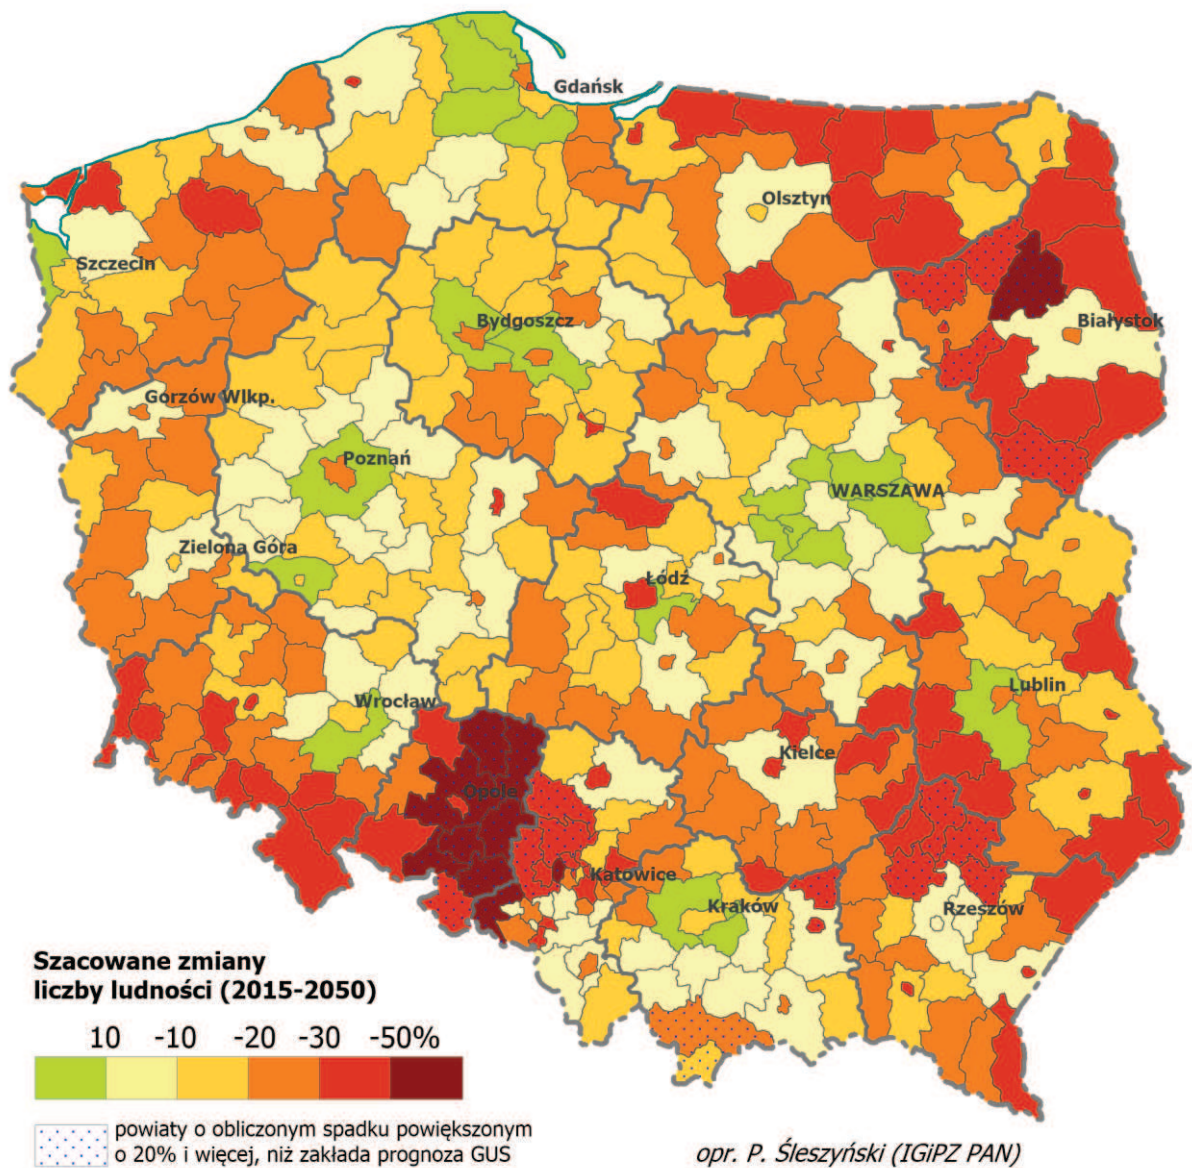 Gdańsk
Olsztyn
Szczecin
Bydgoszcz
Białystok
Gorzów Wlkp.
Poznań
WARSZAWA
Zielona Góra
Łódź
Lublin
Wrocław
Kielce
Opole
Katowice
Kraków
Rzeszów
Szacowane zmiany
liczby ludności (2015-2050)
10 -10 -20 -30 -50%
powiaty o obliczonym spadku powiększonym
o 20% i więcej, niż zakłada prognoza GUS
opr. P. Śleszyński (IGiPZ PAN)